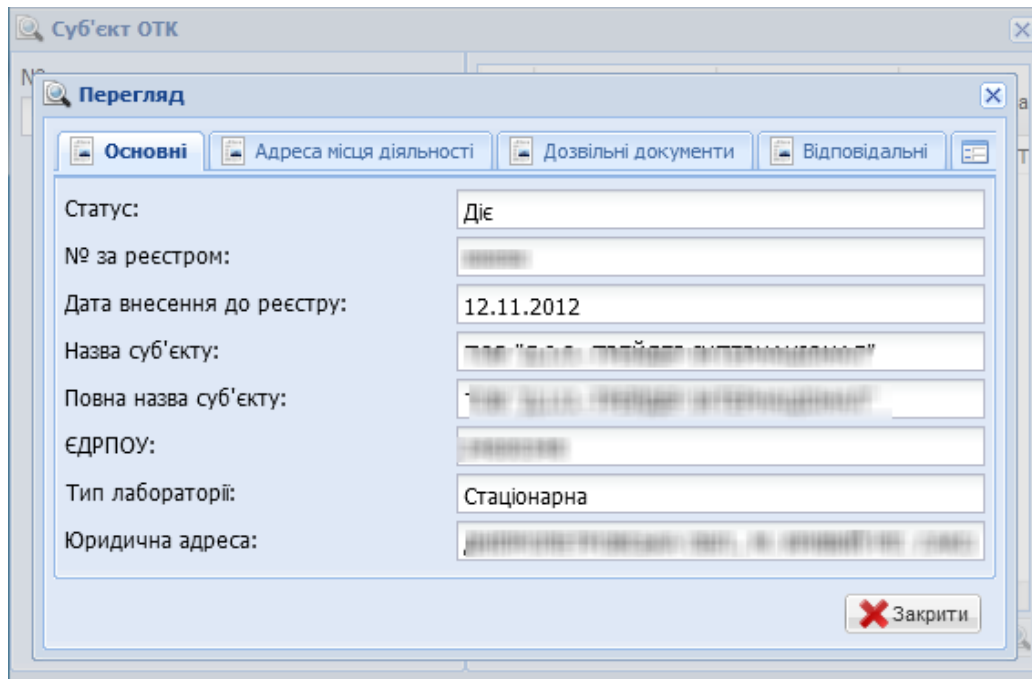 Суб'єкт ОТК
№
Перегляд
Основні Адреса місця діяльності Дозвільні документи Відповідальні
Статус: Діє
№ за реєстром:
Дата внесення до реєстру: 12.11.2012
Назва суб'єкту:
Повна назва суб'єкту:
ЄДРПОУ:
Тип лабораторії: Стаціонарна
Юридична адреса:
Закрити